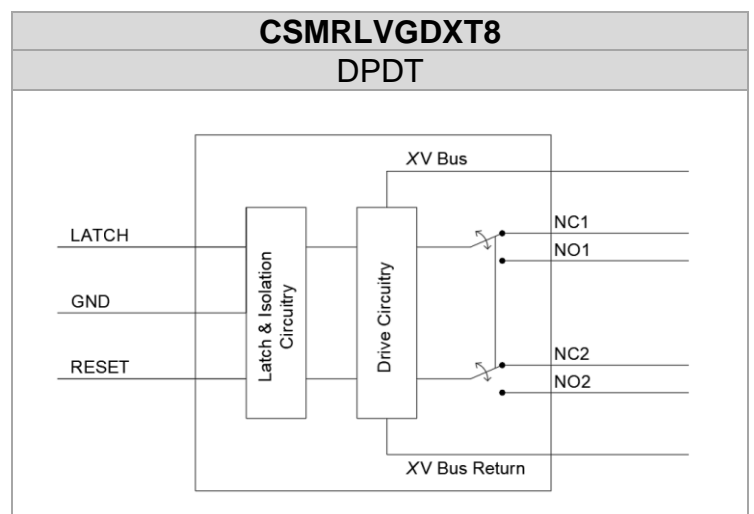 CSMRLVGDXT8
DPDT
XV Bus
LATCH
GND
RESET
Latch & Isolation
Circuitry
Drive Circuitry
NC1
NO1
NC2
NO2
XV Bus Return